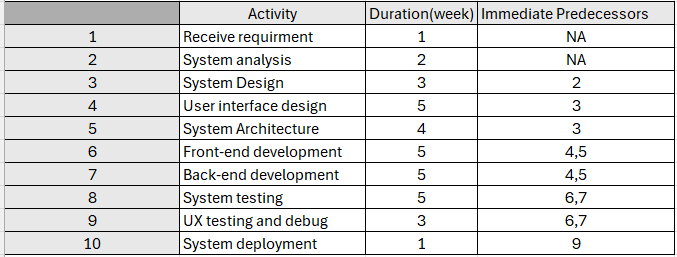 Activity Duration(week) Immediate Predecessors
1 Receive requirment 1 NA
2 System analysis 2 NA
3 System Design 3 2
4 User interface design 5 3
5 System Architecture 4 3
6 Front-end development 5 4,5
7 Back-end development 5 4,5
8 System testing 5 6,7
9 UX testing and debug 3 6,7
10 System deployment 1 9